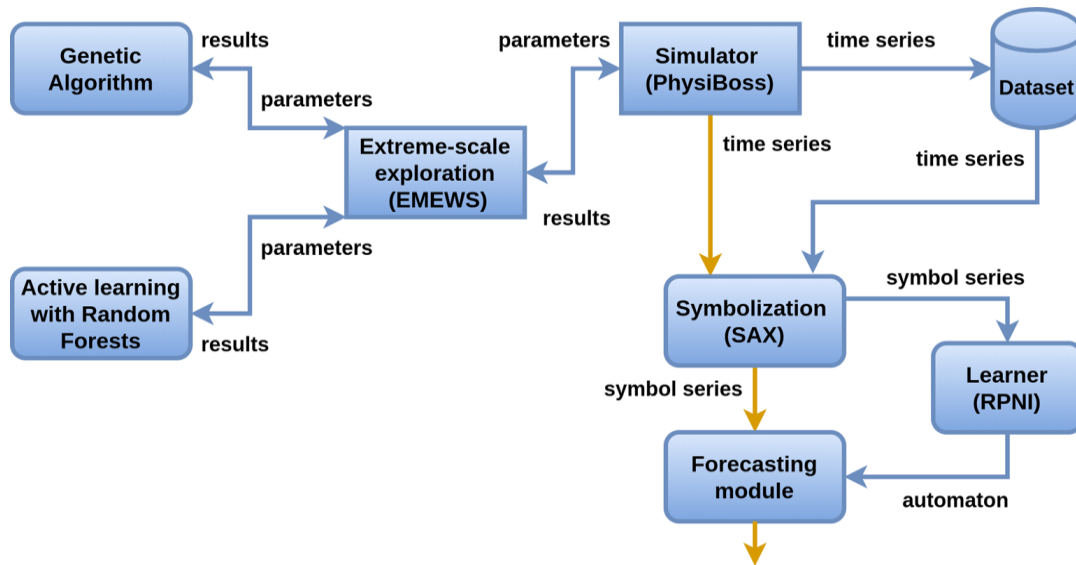 Genetic
Algorithm
results
parameters
Extreme-scale
exploration
(EMEWS)
parameters
Active learning
with Random
Forests
results
parameters
results
Simulator
(PhysiBoss)
time series
Dataset
time series
time series
Symbolization
(SAX)
symbol series
Learner
(RPNI)
symbol series
Forecasting
module
automaton